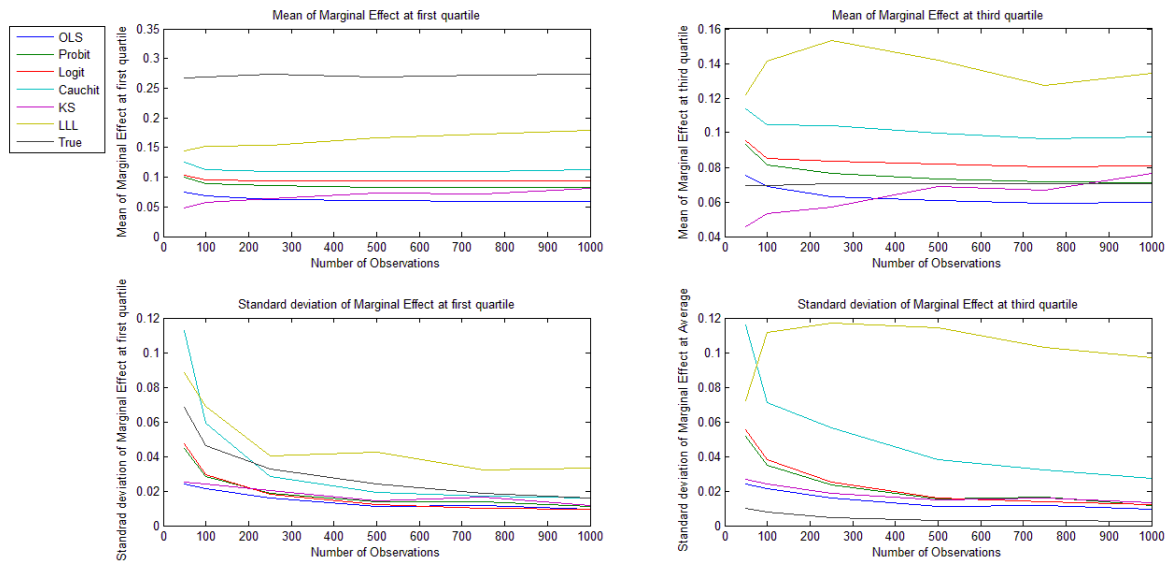 OLS
Probit
Logit
Cauchit
KS
LLL
True
Mean of Marginal Effect at first quartile
Mean of Marginal Effect at first quartile
0.35
0.3
0.25
0.2
0.15
0.1
0.05
0
0 100 200 300 400 500 600 700 800 900 1000
Number of Observations
Mean of Marginal Effect at third quartile
Mean of Marginal Effect at third quartile
0.16
0.14
0.12
0.1
0.08
0.06
0.04
0 100 200 300 400 500 600 700 800 900 1000
Number of Observations
Standard deviation of Marginal Effect at first quartile
Standrad deviation of Marginal Effect at first quartile
0.12
0.1
0.08
0.06
0.04
0.02
0
0 100 200 300 400 500 600 700 800 900 1000
Number of Observations
Standard deviation of Marginal Effect at third quartile
Standard deviation of Marginal Effect at Average
0.12
0.1
0.08
0.06
0.04
0.02
0
0 100 200 300 400 500 600 700 800 900 1000
Number of Observations